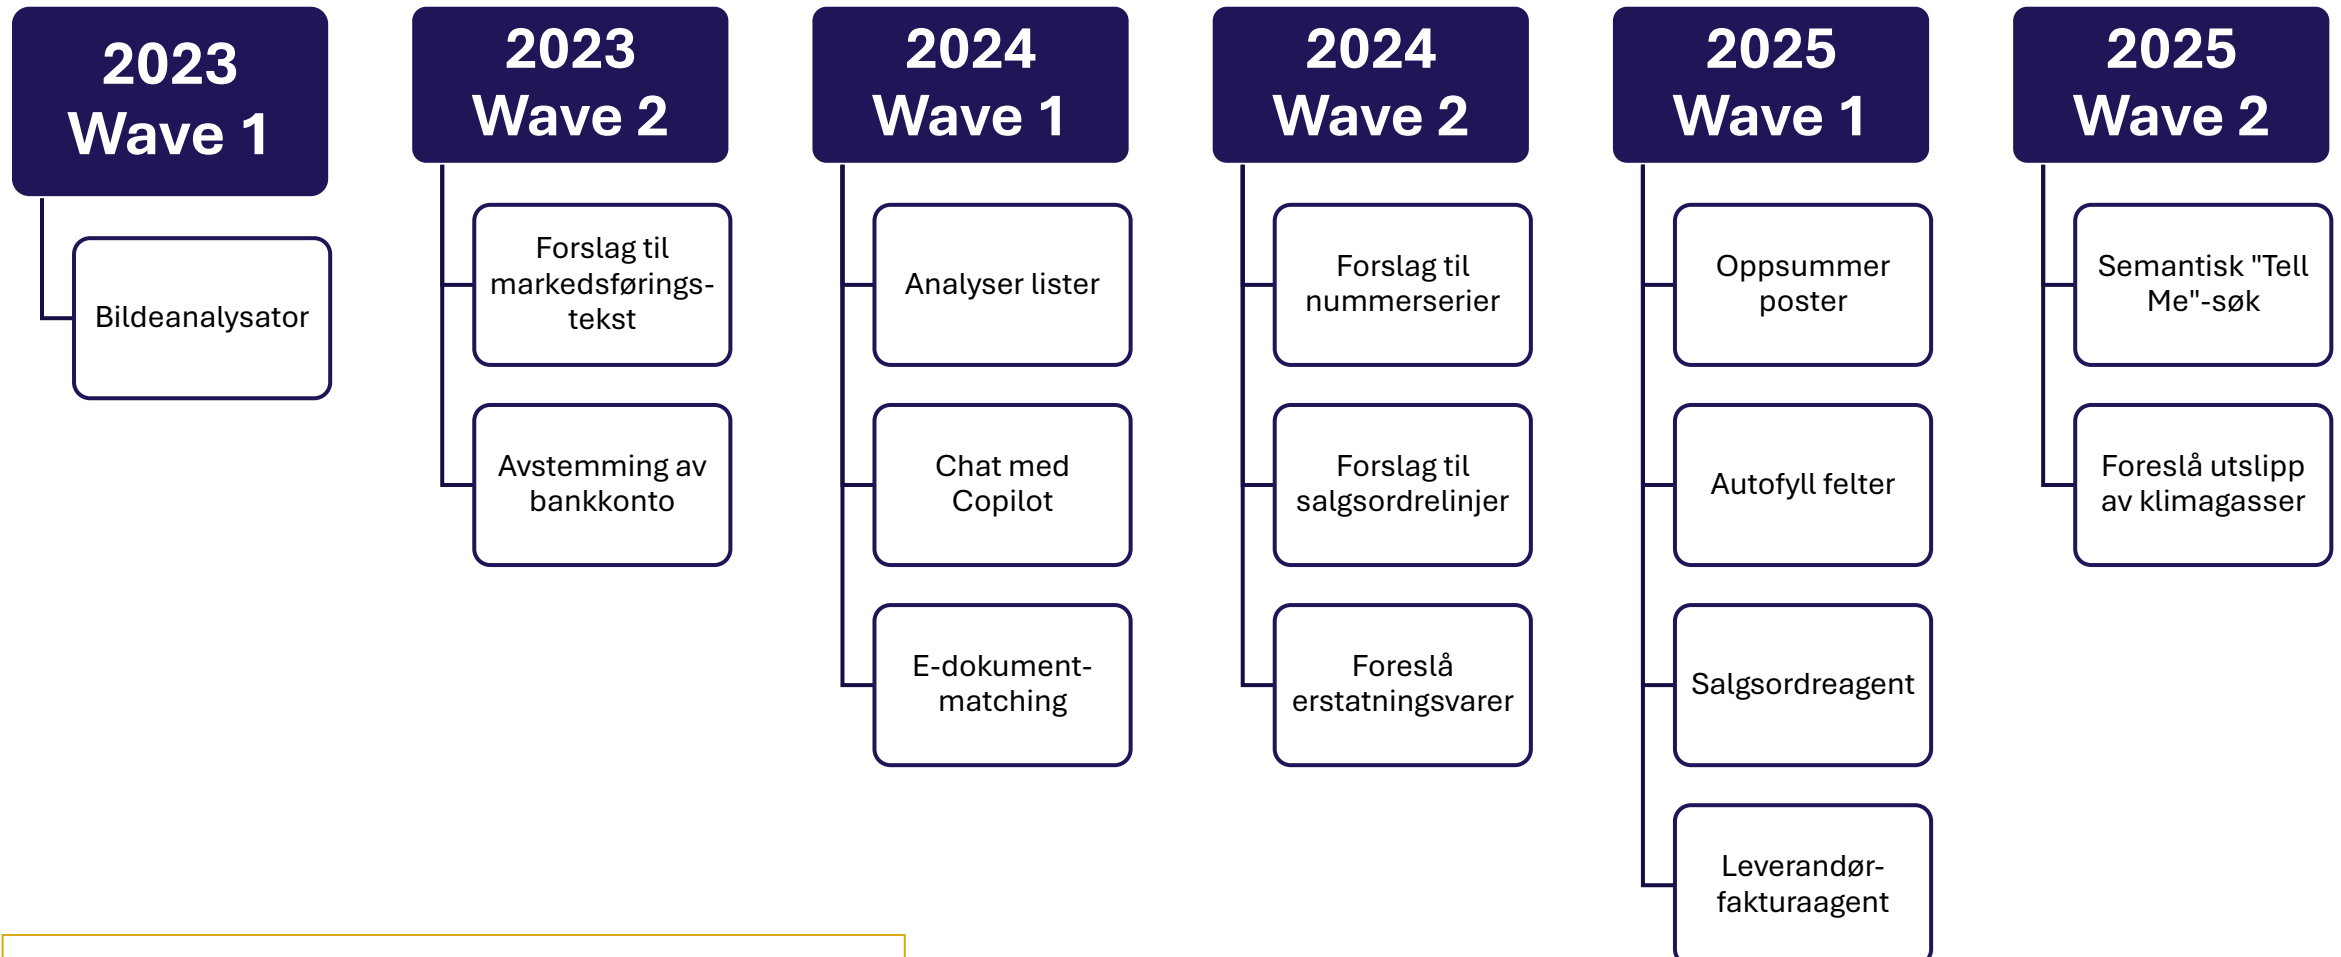 2023
Wave 1
Bildeanalysator
2023
Wave 2
Forslag til
markedsførings-
tekst
Avstemming av
bankkonto
2024
Wave 1
Analyser lister
Chat med
Copilot
E-dokument-
matching
2024
Wave 2
Forslag til
nummerserier
Forslag til
salgsordrelinjer
Foreslå
erstatningsvarer
2025
Wave 1
Oppsummer
poster
Autofyll felter
Salgsordreagent
Leverandør-
fakturaagent
2025
Wave 2
Semantisk "Tell
Me"-søk
Foreslå utslipp
av klimagasser